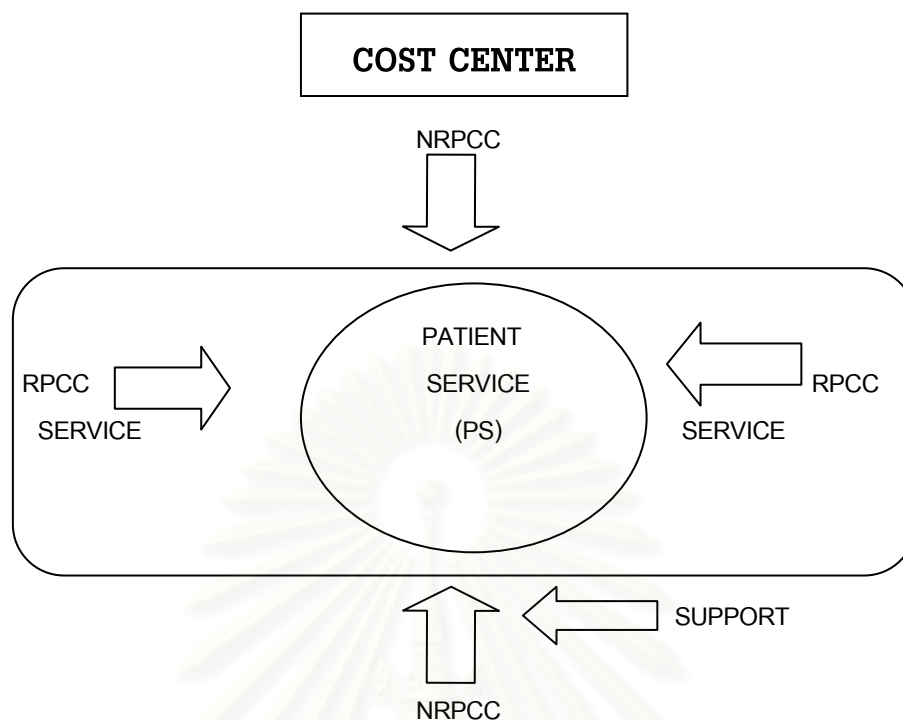 COST CENTER
NRPCC
PATIENT
SERVICE
(PS)
RPCC
SERVICE
RPCC
SERVICE
SUPPORT
NRPCC